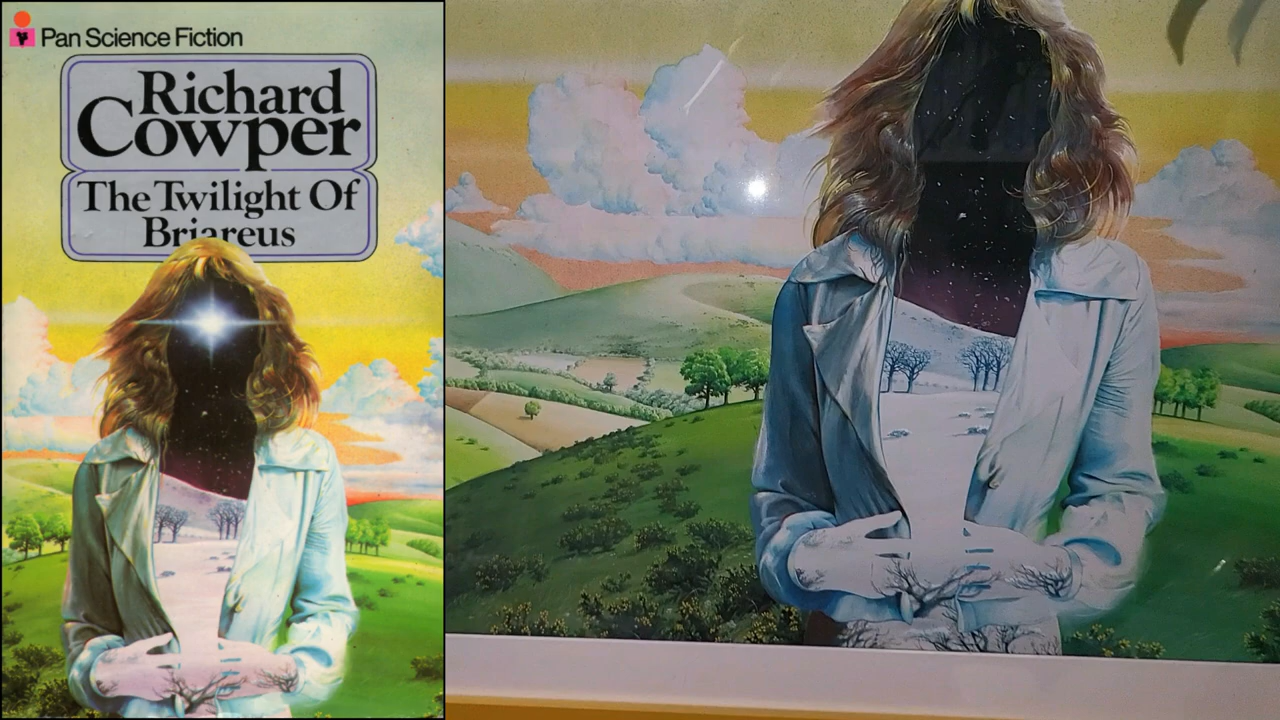 Pan Science Fiction
Richard
Cowper
The Twilight Of
Briareus